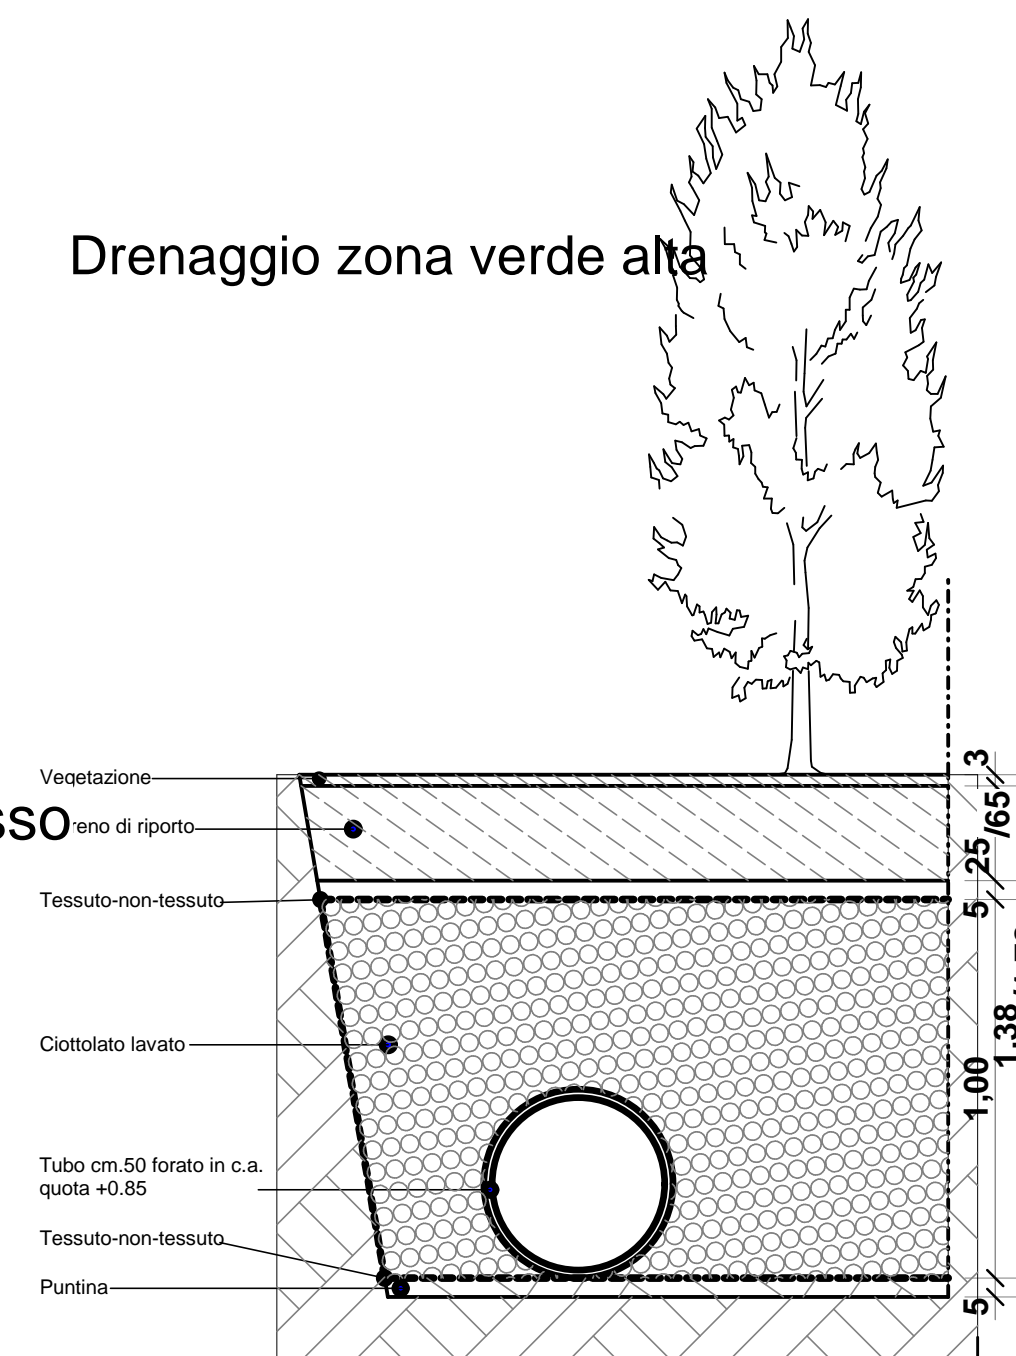 Drenaggio zona verde alta
Vegetazione
3
sso
reno di riporto
25
/65
Tessuto-non-tessuto
5
Ciottolato lavato
1.38
1,00
Tubo cm.50 forato in c.a.
quota +0.85
Tessuto-non-tessuto
Puntina
5